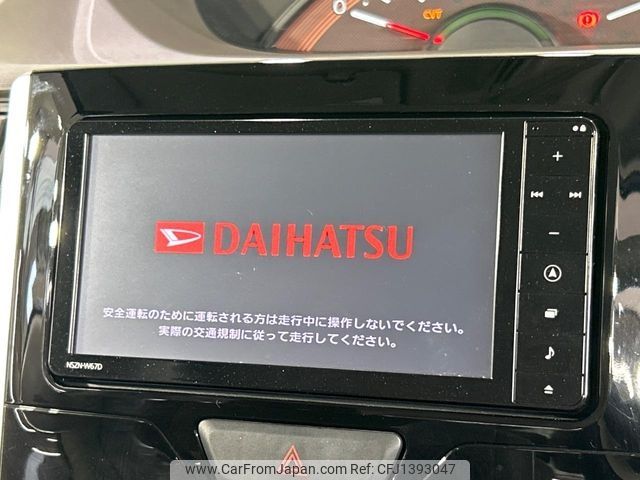 0
CVT
DAIHATSU
安全運転のために運転される方は走行中に操作しないでください。
実際の交通規制に従って走行してください。
NSZN-W67D
www.CarFromJapan.com | CFJ1393047